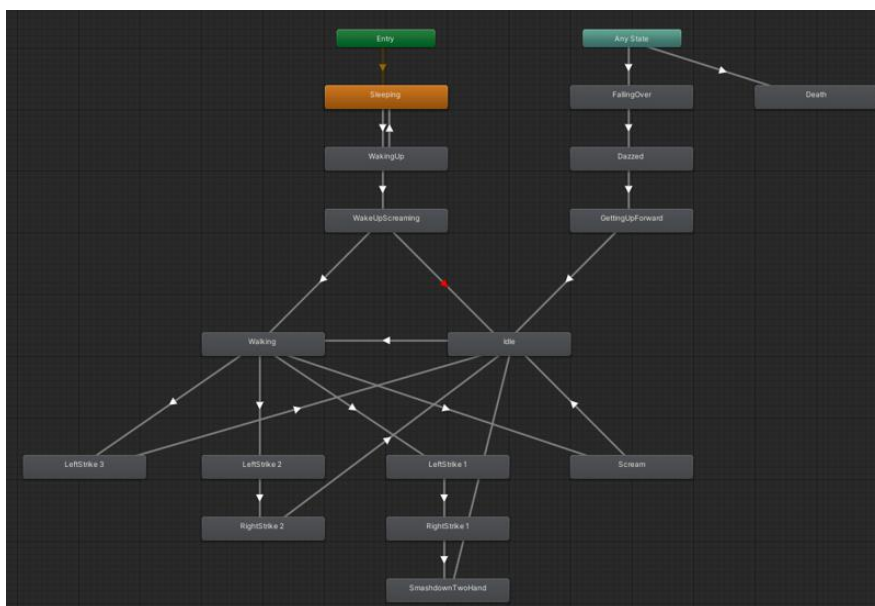 Entry
Any State
Sleeping
FallingOver
Death
WakingUp
Dazzed
WakeUpScreaming
GettingUpForward
Walking
Idle
LeftStrike 3
LeftStrike 2
LeftStrike 1
Scream
RightStrike 2
RightStrike 1
SmashdownTwoHand